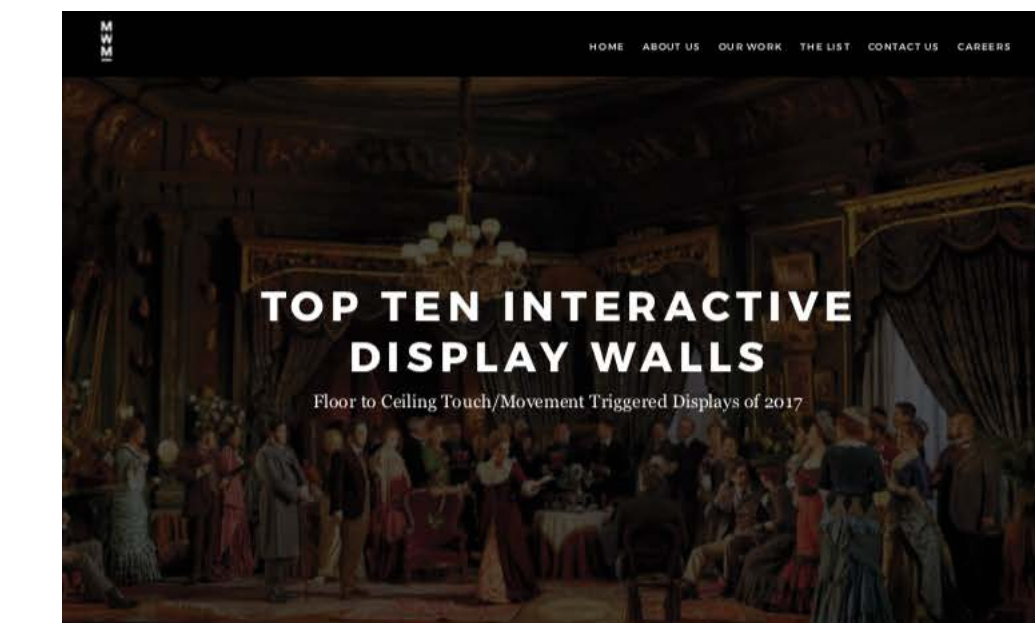 M
W
M
HOME ABOUT US OUR WORK THE LIST CONTACT US CAREERS
TOP TEN INTERACTIVE
DISPLAY WALLS
Floor to Ceiling Touch/Movement Triggered Displays of 2017